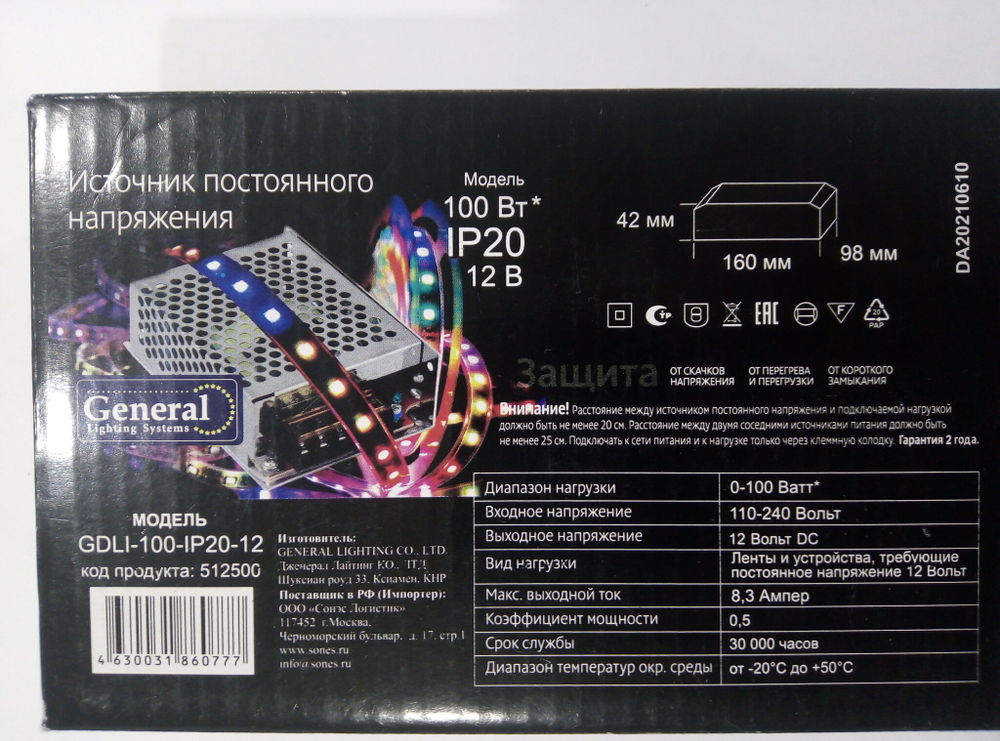 Источник постоянного
напряжения
Модель
100 Вт*
IP20
12 В
42 мм
160 мм
98 мм
DA20210610
ТР
EAC
F
20
PAP
Защита
ОТ СКАЧКОВ
НАПРЯЖЕНИЯ
ОТ ПЕРЕГРЕВА
И ПЕРЕГРУЗКИ
ОТ КОРОТКОГО
ЗАМЫКАНИЯ
Внимание! Расстояние между источником постоянного напряжения и подключаемой нагрузкой
должно быть не менее 20 см. Расстояние между двумя соседними источниками питания должно быть
не менее 25 см. Подключать к сети питания и к нагрузке только через клеммную колодку. Гарантия 2 года.
General
Lighting Systems
МОДЕЛЬ
GDLI-100-IP20-12
код продукта: 512500
4 630031 860777
Изготовитель:
GENERAL LIGHTING CO., LTD.
Дженерал Лайтинг КО., ЛТД
Шуксиан роуд 33. Ксиамен, КНР
Поставщик в РФ (Импортер):
ООО «Сонэс Логистик»
117452 г.Москва.
Черноморский бульвар, д. 17. стр.1
www.sones.ru
info@sones.ru
Диапазон нагрузки 0-100 Ватт*
Входное напряжение 110-240 Вольт
Выходное напряжение 12 Вольт DC
Вид нагрузки Ленты и устройства, требующие
постоянное напряжение 12 Вольт
Макс. выходной ток 8,3 Ампер
Коэффициент мощности 0,5
Срок службы 30 000 часов
Диапазон температур окр. среды от -20°C до +50°C